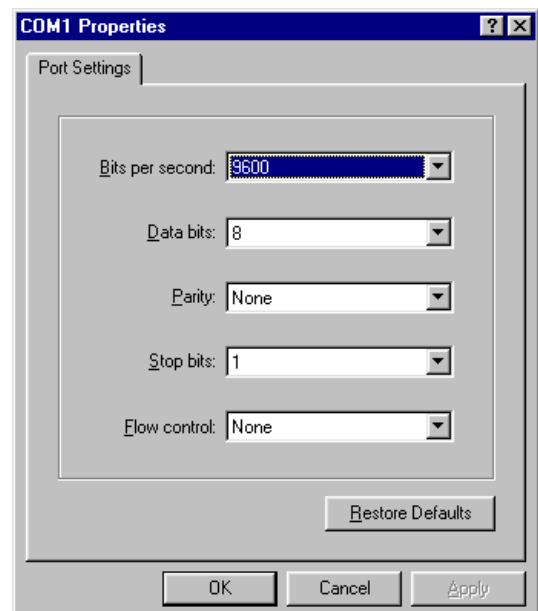 COM1 Properties
Port Settings
Bits per second: 9600
Data bits: 8
Parity: None
Stop bits: 1
Flow control: None
Restore Defaults
OK Cancel Apply